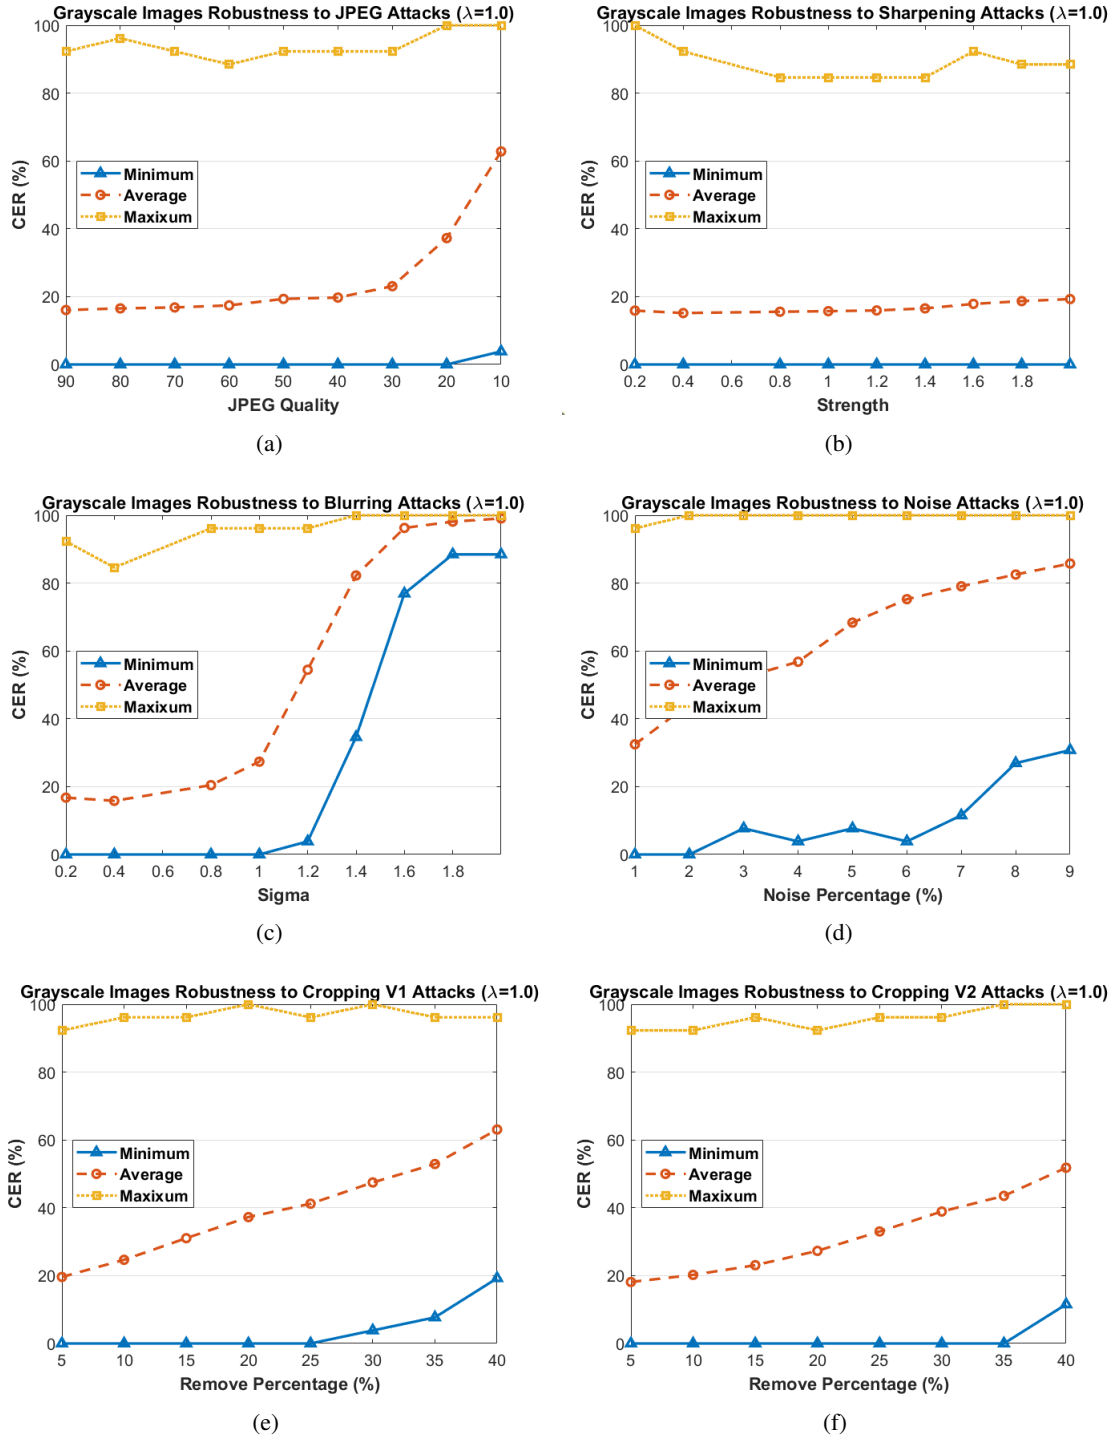 Grayscale Images Robustness to JPEG Attacks (λ=1.0)
100
80
60
40
20
0
CER (%)
Minimum
Average
Maxixum
90 80 70 60 50 40 30 20 10
JPEG Quality
(a)
Grayscale Images Robustness to Sharpening Attacks (λ=1.0)
100
80
60
40
20
0
CER (%)
Minimum
Average
Maxixum
0.2 0.4 0.6 0.8 1 1.2 1.4 1.6 1.8
Strength
(b)
Grayscale Images Robustness to Blurring Attacks (λ=1.0)
100
80
60
40
20
0
CER (%)
Minimum
Average
Maxixum
0.2 0.4 0.6 0.8 1 1.2 1.4 1.6 1.8
Sigma
(c)
Grayscale Images Robustness to Noise Attacks (λ=1.0)
100
80
60
40
20
0
CER (%)
Minimum
Average
Maxixum
1 2 3 4 5 6 7 8 9
Noise Percentage (%)
(d)
Grayscale Images Robustness to Cropping V1 Attacks (λ=1.0)
100
80
60
40
20
0
CER (%)
Minimum
Average
Maxixum
5 10 15 20 25 30 35 40
Remove Percentage (%)
(e)
Grayscale Images Robustness to Cropping V2 Attacks (λ=1.0)
100
80
60
40
20
0
CER (%)
Minimum
Average
Maxixum
5 10 15 20 25 30 35 40
Remove Percentage (%)
(f)